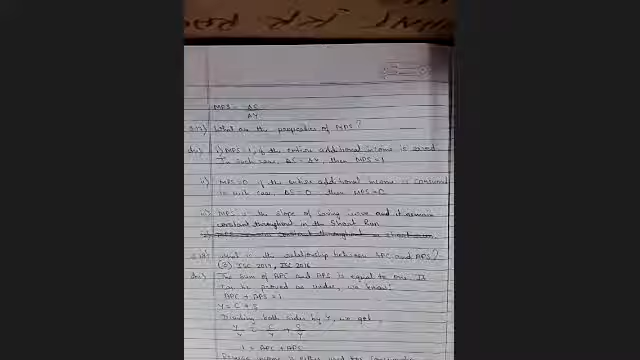 MPS = ΔS
ΔY
What are the properties of MPS?
i) MPS = 1, if the entire additional income is saved
In such case, ΔS = ΔY, then MPS = 1
ii) MPS = 0 if the entire additional income is consumed
In such case, ΔS = 0 then MPS = 0
iii) MPS is the slope of saving curve and it remain
constant throughout in the Short Run
What is the relationship between APC and APS?
ISC 2019, ISC 2016
The sum of APC and APS is equal to one. It
can be proved as under, we know:
APC + APS = 1
Y = C + S
Dividing both sides by Y, we get
Y = C + S
Y Y Y
1 = APC + APS